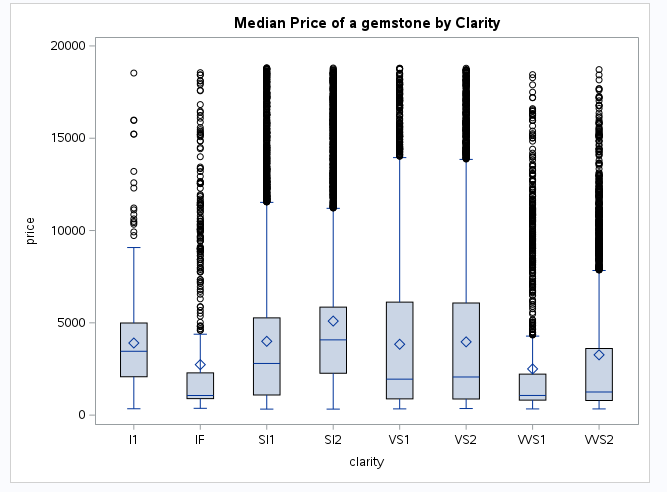 Median Price of a gemstone by Clarity
20000
15000
10000
5000
0
price
I1 IF SI1 SI2 VS1 VS2 VVS1 VVS2
clarity